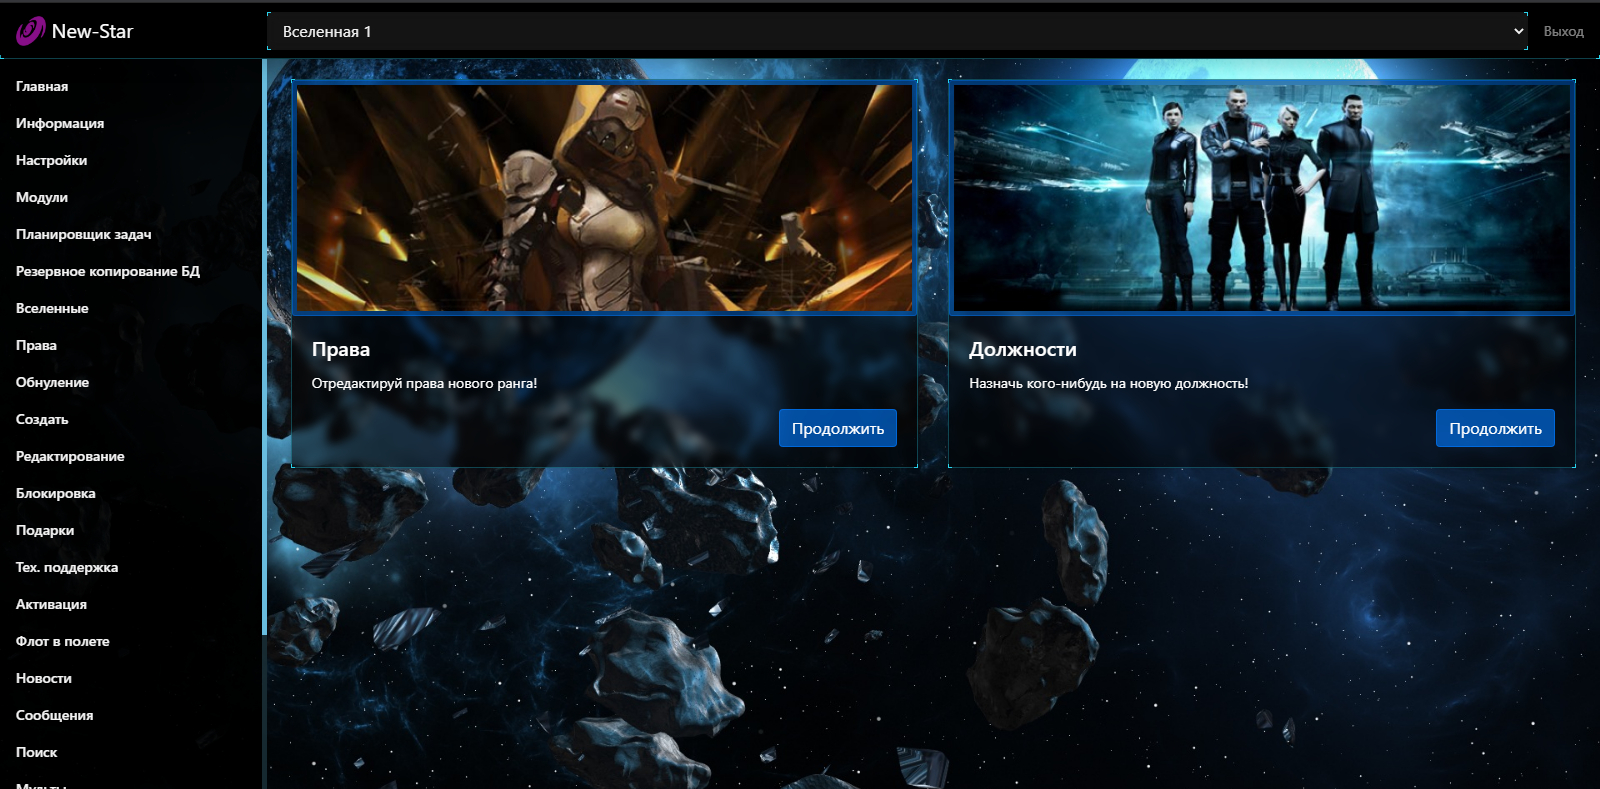 New-Star
Вселенная 1
Выход
Главная
Информация
Настройки
Модули
Планировщик задач
Резервное копирование БД
Вселенные
Права
Обнуление
Создать
Редактирование
Блокировка
Подарки
Тех. поддержка
Активация
Флот в полете
Новости
Сообщения
Поиск
Мульты
Права
Отредактируй права нового ранга!
Продолжить
Должности
Назначь кого-нибудь на новую должность!
Продолжить